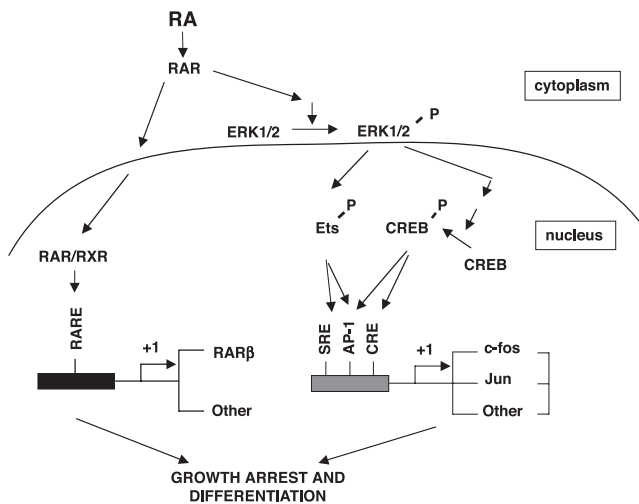 RA
RAR
cytoplasm
P
ERK1/2
ERK1/2
P
P
Ets
CREB
nucleus
RAR/RXR
CREB
RARE
SRE
AP-1
CRE
+1
RARβ
Other
+1
c-fos
Jun
Other
GROWTH ARREST AND
DIFFERENTIATION